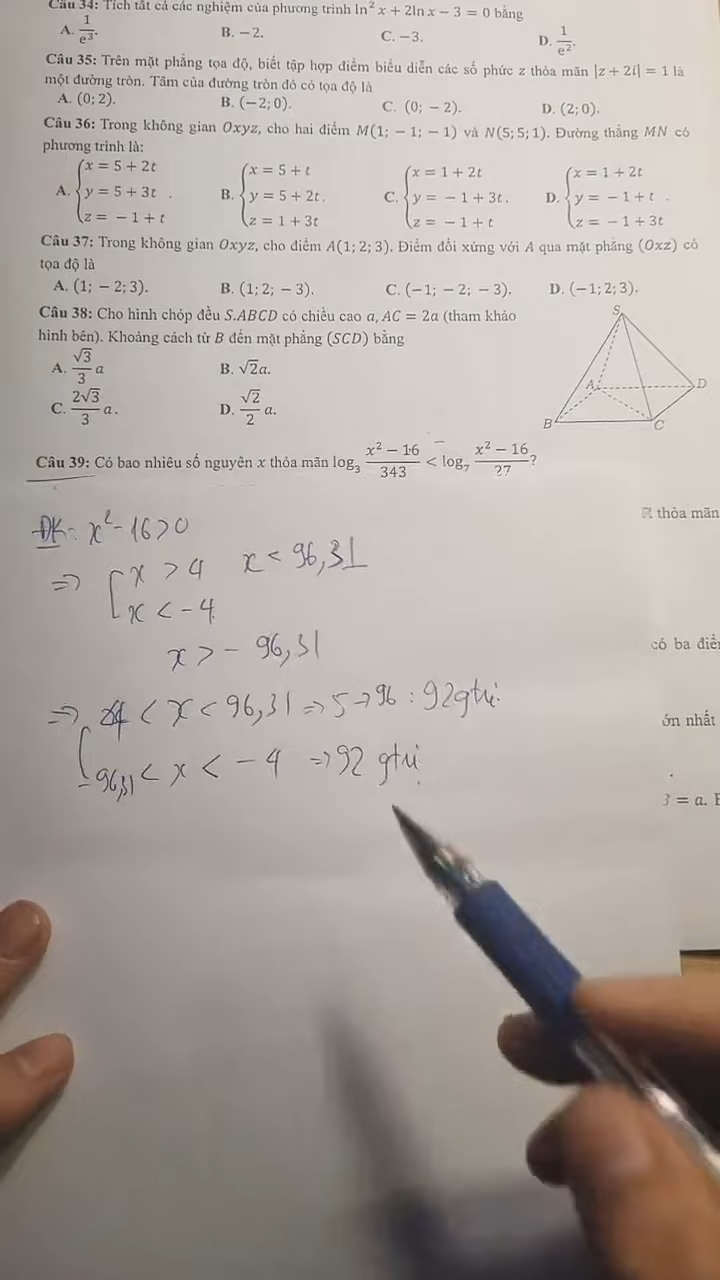 Câu 34: Tích tất cả các nghiệm của phương trình ln² x + 2ln x − 3 = 0 bằng
A. 1/e³. B. −2. C. −3. D. 1/e².
Câu 35: Trên mặt phẳng tọa độ, biết tập hợp điểm biểu diễn các số phức z thỏa mãn |z + 2i| = 1 là
một đường tròn. Tâm của đường tròn đó có tọa độ là
A. (0; 2). B. (−2; 0). C. (0; −2). D. (2; 0).
Câu 36: Trong không gian Oxyz, cho hai điểm M(1; −1; −1) và N(5; 5; 1). Đường thẳng MN có
phương trình là:
A. {x = 5 + 2t y = 5 + 3t z = −1 + t . B. {x = 5 + t y = 5 + 2t z = 1 + 3t . C. {x = 1 + 2t y = −1 + 3t z = −1 + t . D. {x = 1 + 2t y = −1 + t z = −1 + 3t .
Câu 37: Trong không gian Oxyz, cho điểm A(1; 2; 3). Điểm đối xứng với A qua mặt phẳng (Oxz) có
tọa độ là
A. (1; −2; 3). B. (1; 2; −3). C. (−1; −2; −3). D. (−1; 2; 3).
Câu 38: Cho hình chóp đều S.ABCD có chiều cao a, AC = 2a (tham khảo
hình bên). Khoảng cách từ B đến mặt phẳng (SCD) bằng
A. √3/3 a B. √2a.
C. 2√3/3 a. D. √2/2 a.
S
A
D
B
C
Câu 39: Có bao nhiêu số nguyên x thỏa mãn log₃ (x² − 16)/343 < log₇ (x² − 16)/27?
ĐK: x² - 16 > 0
=> [x > 4 x < 96,31
x < -4
x > - 96,31
=> 4 < x < 96,31 => 5 → 96 : 92 gtrị
[-96,31 < x < -4 => 92 gtrị
ℝ thỏa mãn
có ba điể
ớn nhất
= a.